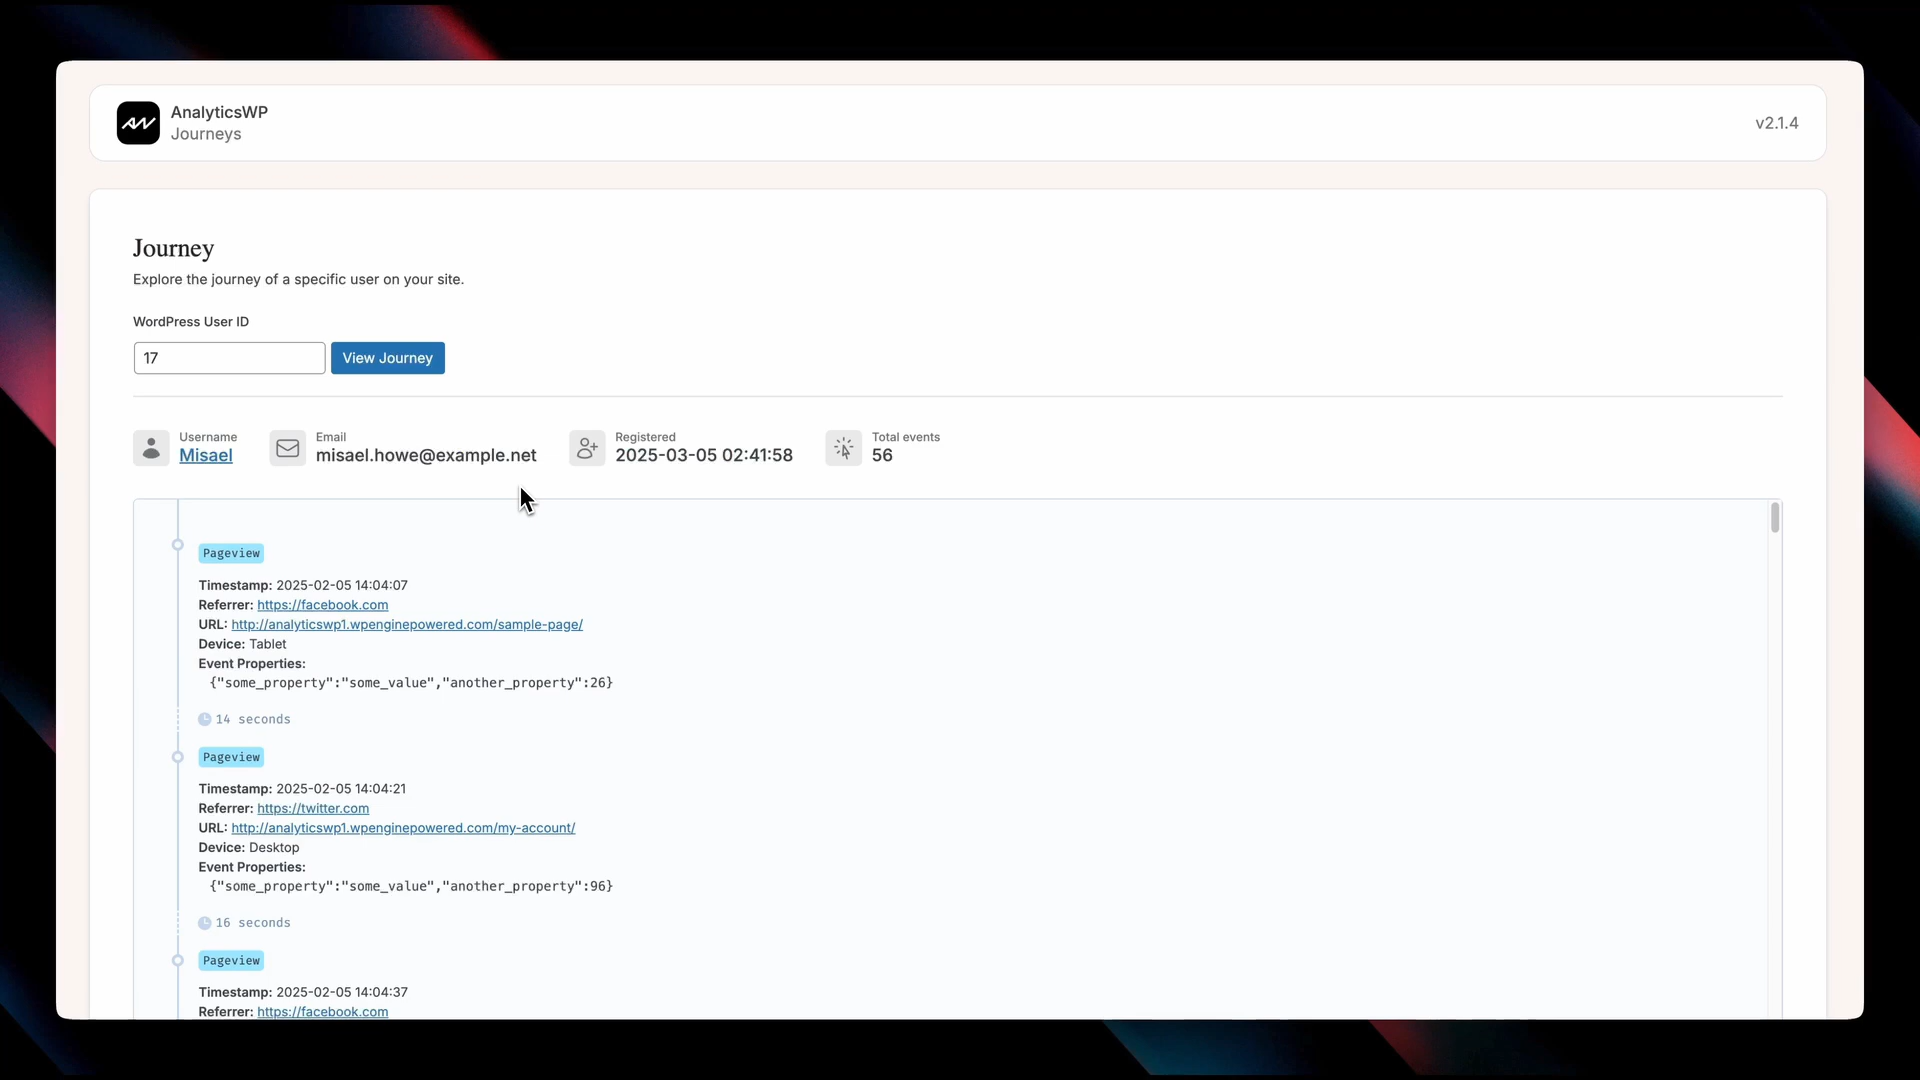 AnalyticsWP
Journeys
v2.1.4
Journey
Explore the journey of a specific user on your site.
WordPress User ID
17
View Journey
Username
Misael
Email
misael.howe@example.net
Registered
2025-03-05 02:41:58
Total events
56
Pageview
Timestamp: 2025-02-05 14:04:07
Referrer: https://facebook.com
URL: http://analyticswp1.wpenginepowered.com/sample-page/
Device: Tablet
Event Properties:
{"some_property":"some_value","another_property":26}
14 seconds
Pageview
Timestamp: 2025-02-05 14:04:21
Referrer: https://twitter.com
URL: http://analyticswp1.wpenginepowered.com/my-account/
Device: Desktop
Event Properties:
{"some_property":"some_value","another_property":96}
16 seconds
Pageview
Timestamp: 2025-02-05 14:04:37
Referrer: https://facebook.com